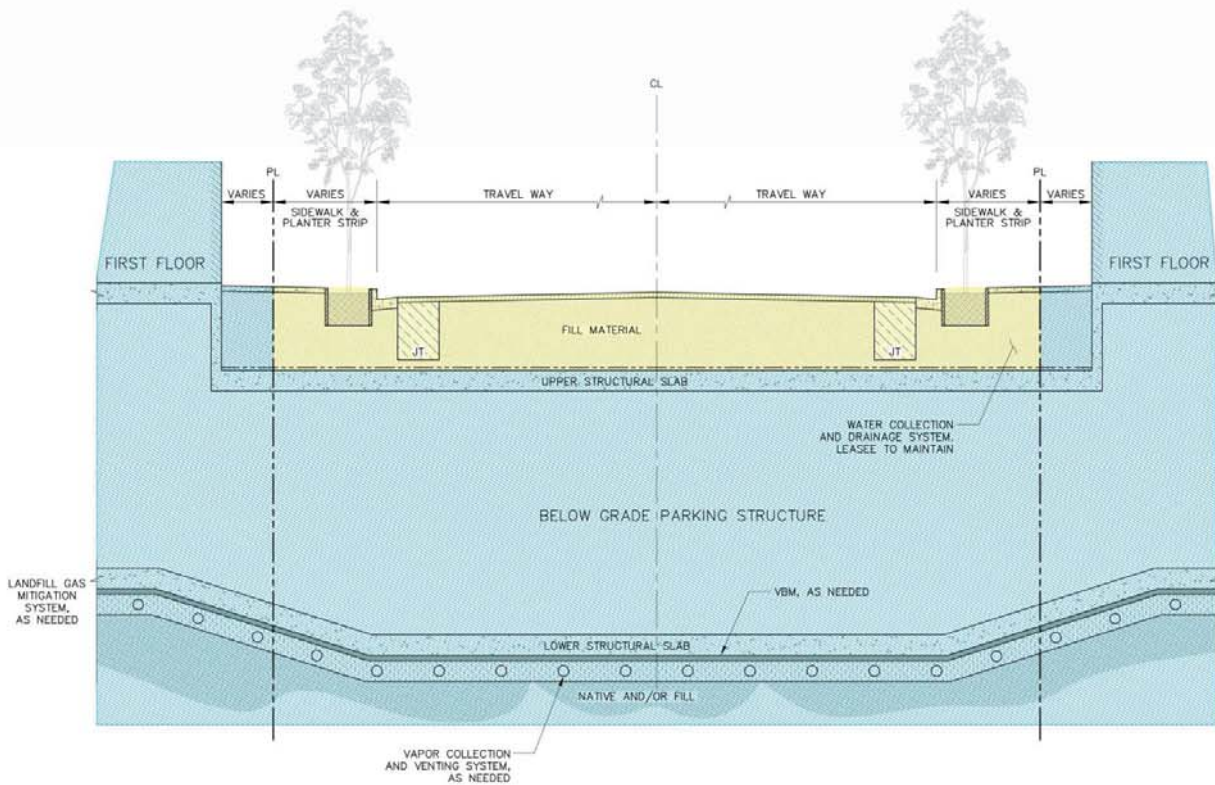 CL
PL
PL
VARIES
VARIES
TRAVEL WAY
TRAVEL WAY
VARIES
VARIES
SIDEWALK &
PLANTER STRIP
SIDEWALK &
PLANTER STRIP
FIRST FLOOR
FIRST FLOOR
FILL MATERIAL
JT
JT
UPPER STRUCTURAL SLAB
WATER COLLECTION
AND DRAINAGE SYSTEM.
LEASEE TO MAINTAIN
BELOW GRADE PARKING STRUCTURE
LANDFILL GAS
MITIGATION
SYSTEM,
AS NEEDED
VBM, AS NEEDED
LOWER STRUCTURAL SLAB
NATIVE AND/OR FILL
VAPOR COLLECTION
AND VENTING SYSTEM,
AS NEEDED